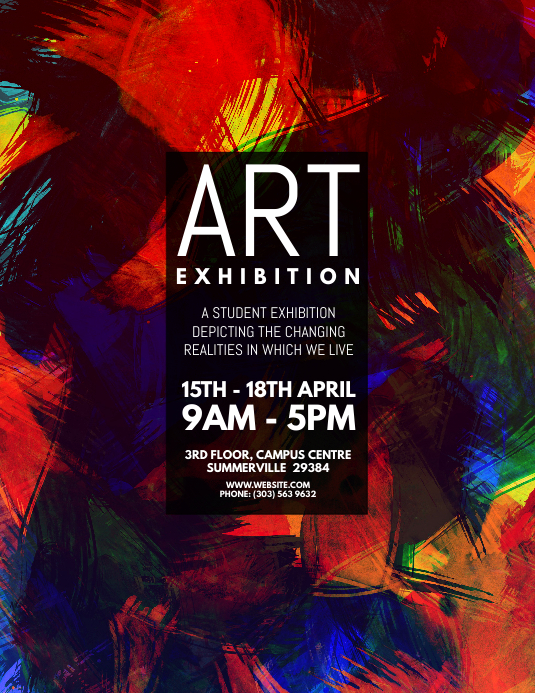 ART
EXHIBITION
A STUDENT EXHIBITION
DEPICTING THE CHANGING
REALITIES IN WHICH WE LIVE
15TH - 18TH APRIL
9AM - 5PM
3RD FLOOR, CAMPUS CENTRE
SUMMERVILLE 29384
WWW.WEBSITE.COM
PHONE: (303) 563 9632